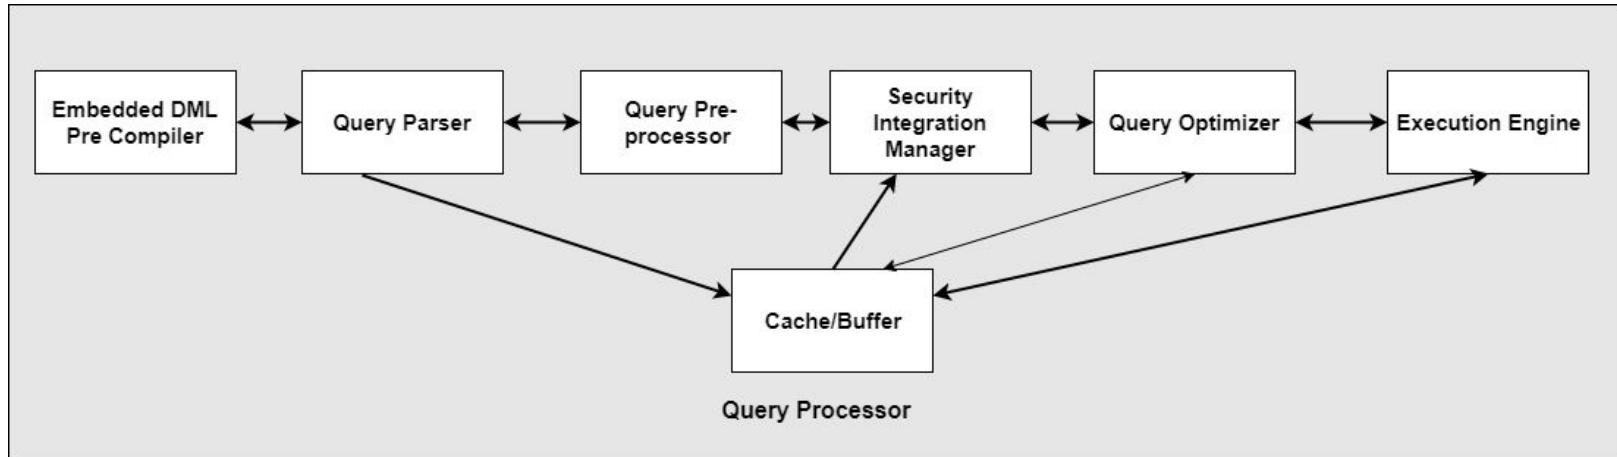 Embedded DML
Pre Compiler
Query Parser
Query Pre-
processor
Security
Integration
Manager
Query Optimizer
Execution Engine
Cache/Buffer
Query Processor